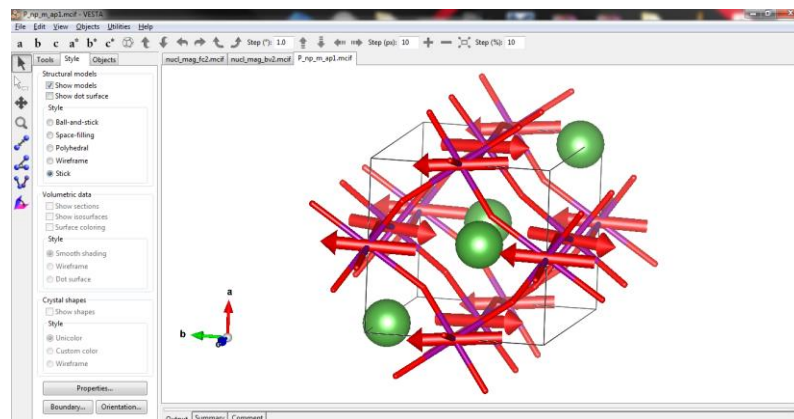 P_np_m_ap1.mcif - VESTA
File Edit View Objects Utilities Help
a b c a* b* c* Step (°): 1.0 Step (px): 10 Step (%): 10
Tools Style Objects
nucl_mag_fc2.mcif nucl_mag_bv2.mcif P_np_m_ap1.mcif
Structural models
Show models
Show dot surface
Style
Ball-and-stick
Space-filling
Polyhedral
Wireframe
Stick
Volumetric data
Show sections
Show isosurfaces
Surface coloring
Style
Smooth shading
Wireframe
Dot surface
Crystal shapes
Show shapes
Style
Unicolor
Custom color
Wireframe
Properties...
Boundary... Orientation...
a
b
Output Summary Comment